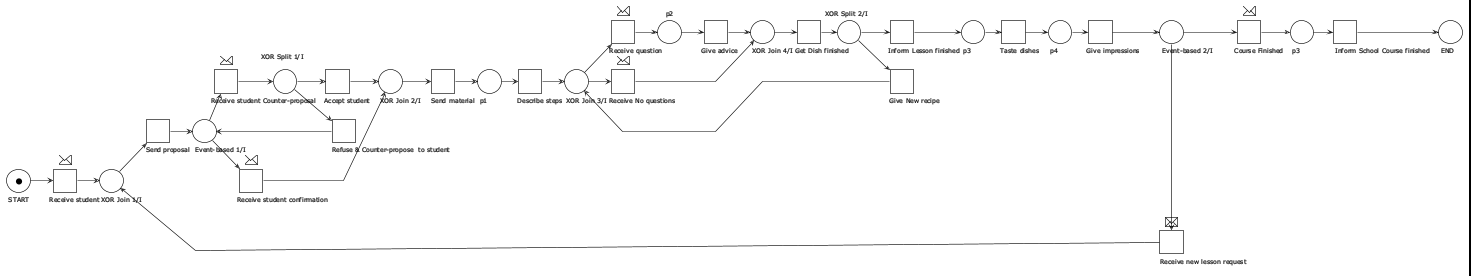 p2
XOR Split 2/I
Receive question
Give advice
XOR Join 4/I
Get Dish finished
Inform Lesson finished
p3
Taste dishes
p4
Give impressions
Event-based 2/I
Course Finished
p3
Inform School Course finished
END
XOR Split 1/I
Receive student Counter-proposal
Accept student
XOR Join 2/I
Send material
p1
Describe steps
XOR Join 3/I
Receive No questions
Give New recipe
Send proposal
Event-based 1/I
Refuse & Counter-propose to student
START
Receive student
XOR Join 1/I
Receive student confirmation
Receive new lesson request